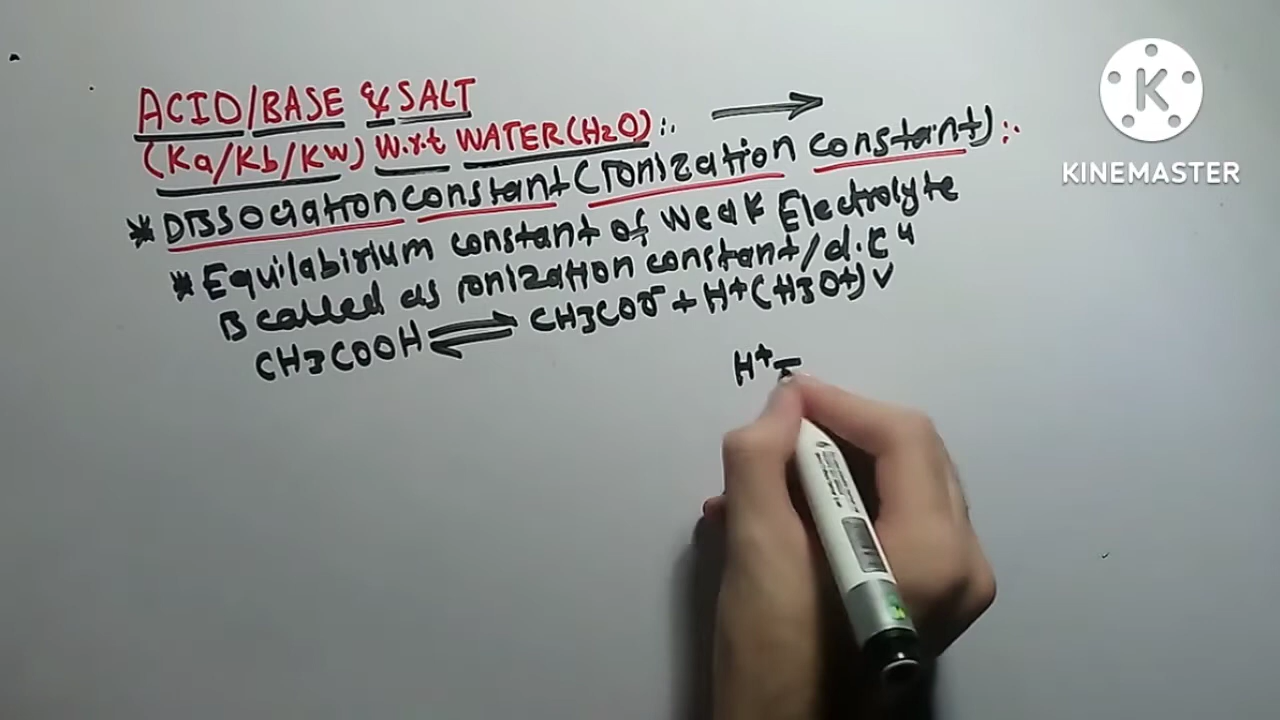 ACID/BASE & SALT
(Ka/Kb/Kw) W.r.t WATER(H2O):.
* Dissociation constant (Ionization constant):.
* Equilabirium constant of weak Electrolyte
is called as ionization constant/d.c"
CH3COOH ⇌ CH3COO- + H+(H3O+) ✓
H+
K
KINEMASTER